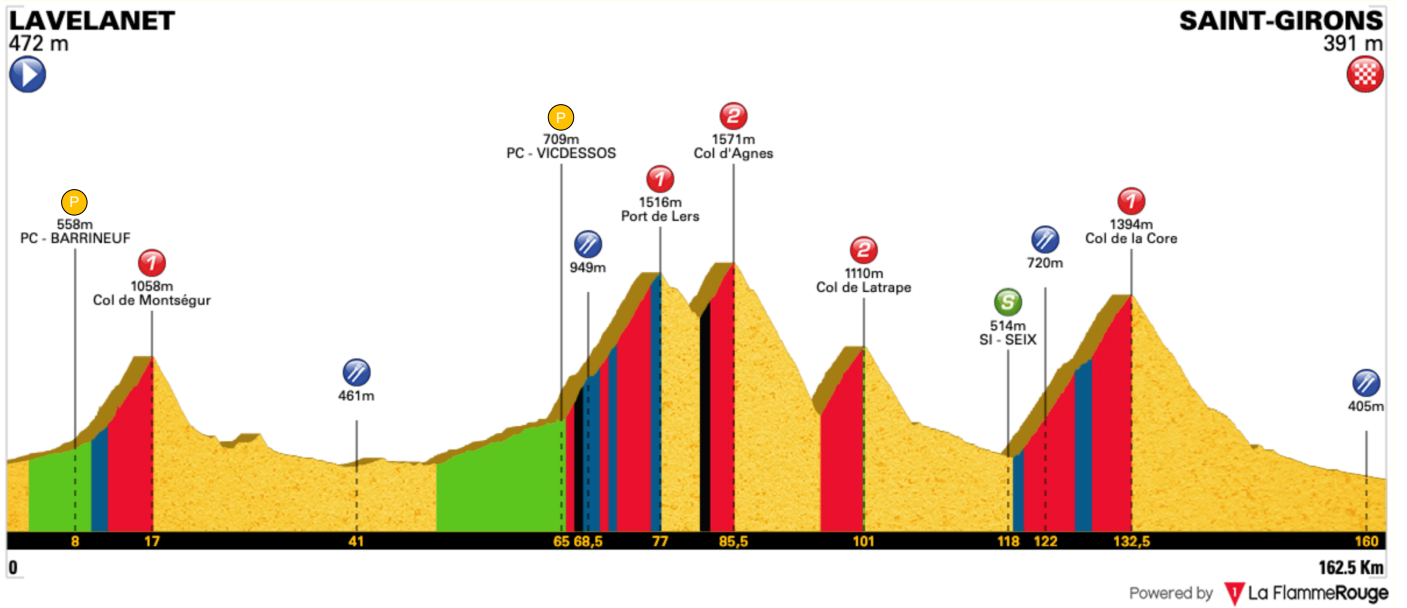 LAVELANET
472 m
SAINT-GIRONS
391 m
P
558m
PC - BARRINEUF
1
1058m
Col de Montségur
461m
P
709m
PC - VICDESSOS
949m
1
1516m
Port de Lers
2
1571m
Col d'Agnes
2
1110m
Col de Latrape
S
514m
SI - SEIX
720m
1
1394m
Col de la Core
405m
8 17 41 65 68,5 77 85,5 101 118 122 132,5 160
0
162.5 Km
Powered by 1 La FlammeRouge